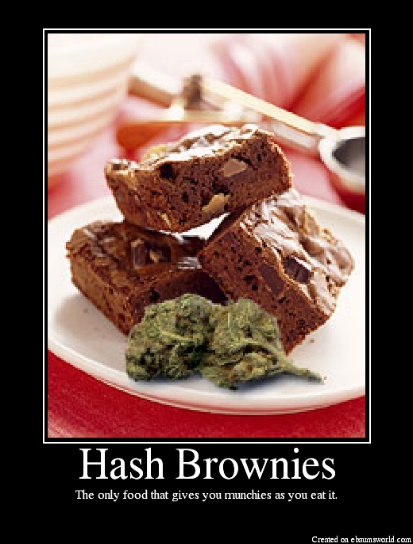 Hash Brownies
The only food that gives you munchies as you eat it.
Created on ebaumsworld.com